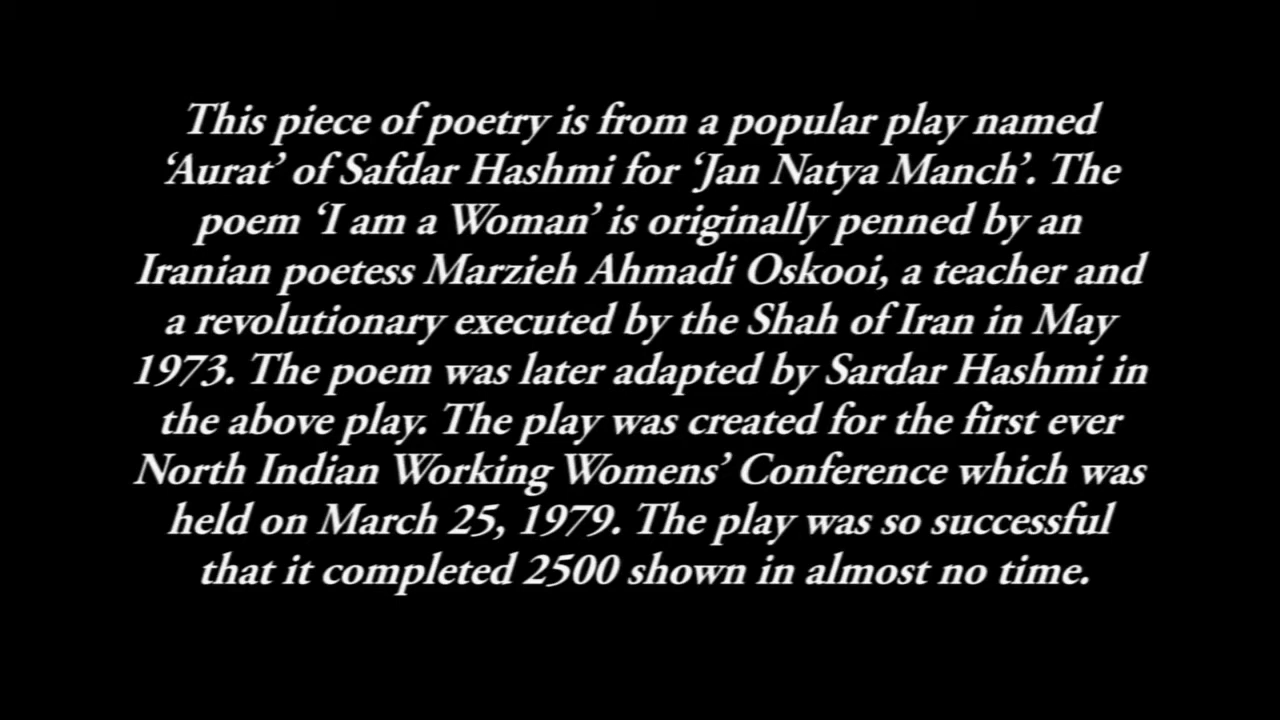 This piece of poetry is from a popular play named
‘Aurat’ of Safdar Hashmi for ‘Jan Natya Manch’. The
poem ‘I am a Woman’ is originally penned by an
Iranian poetess Marzieh Ahmadi Oskooi, a teacher and
a revolutionary executed by the Shah of Iran in May
1973. The poem was later adapted by Sardar Hashmi in
the above play. The play was created for the first ever
North Indian Working Womens’ Conference which was
held on March 25, 1979. The play was so successful
that it completed 2500 shown in almost no time.